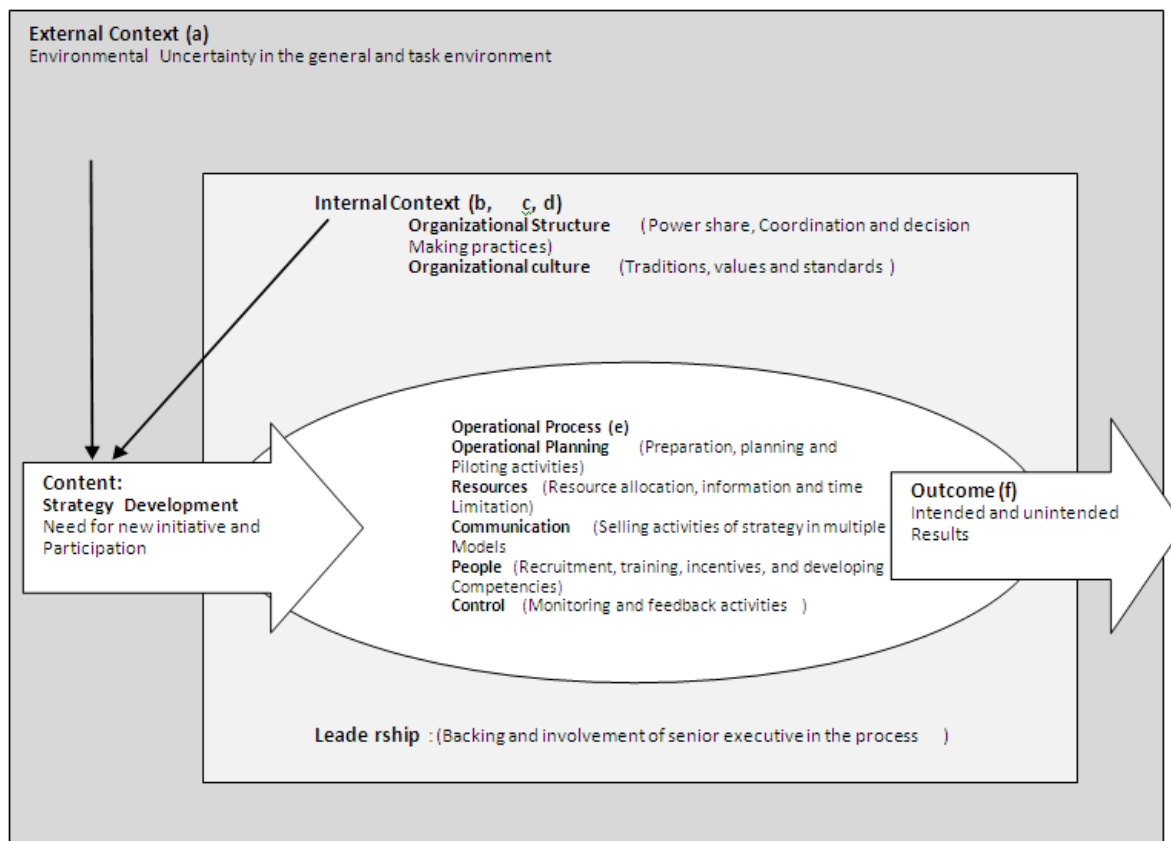 External Context (a)
Environmental Uncertainty in the general and task environment
Internal Context (b, c, d)
Organizational Structure (Power share, Coordination and decision
Making practices)
Organizational culture (Traditions, values and standards )
Content:
Strategy Development
Need for new initiative and
Participation
Operational Process (e)
Operational Planning (Preparation, planning and
Piloting activities)
Resources (Resource allocation, information and time
Limitation)
Communication (Selling activities of strategy in multiple
Models
People (Recruitment, training, incentives, and developing
Competencies)
Control (Monitoring and feedback activities )
Outcome (f)
Intended and unintended
Results
Leade rship : (Backing and involvement of senior executive in the process )